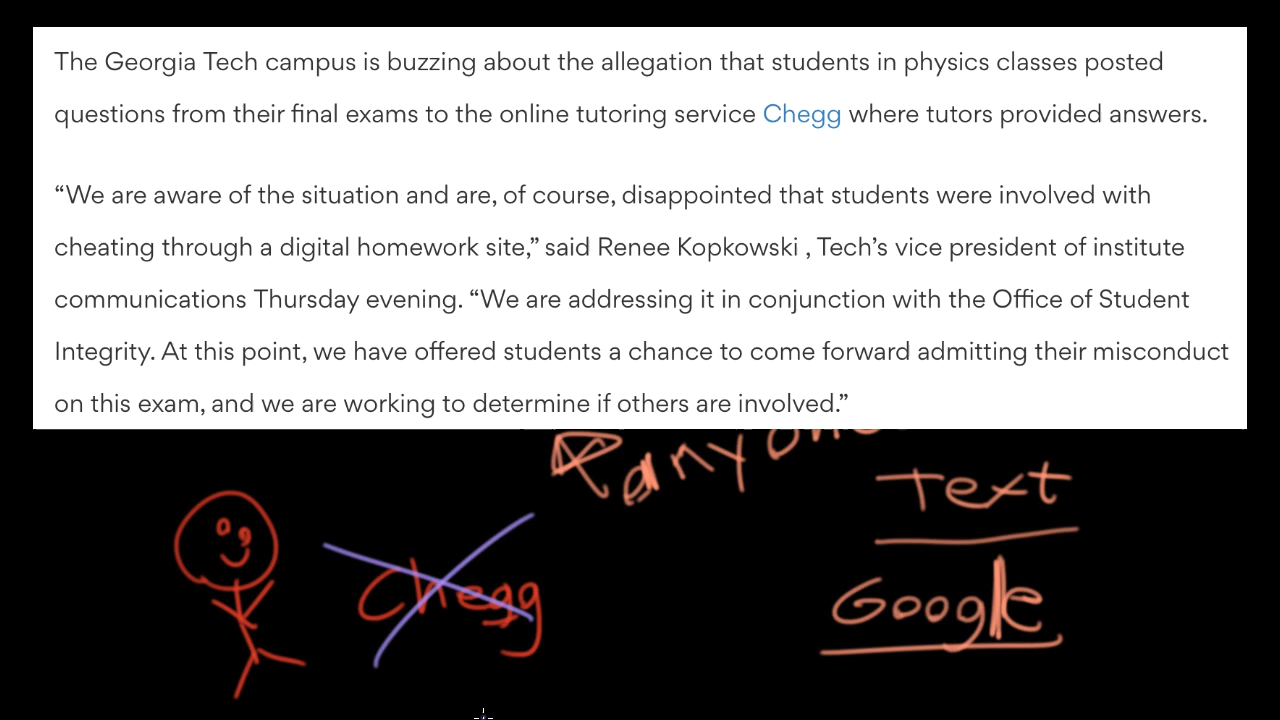 The Georgia Tech campus is buzzing about the allegation that students in physics classes posted
questions from their final exams to the online tutoring service Chegg where tutors provided answers.
“We are aware of the situation and are, of course, disappointed that students were involved with
cheating through a digital homework site,” said Renee Kopkowski , Tech’s vice president of institute
communications Thursday evening. “We are addressing it in conjunction with the Office of Student
Integrity. At this point, we have offered students a chance to come forward admitting their misconduct
on this exam, and we are working to determine if others are involved.”
anyone
Text
Chegg
Google